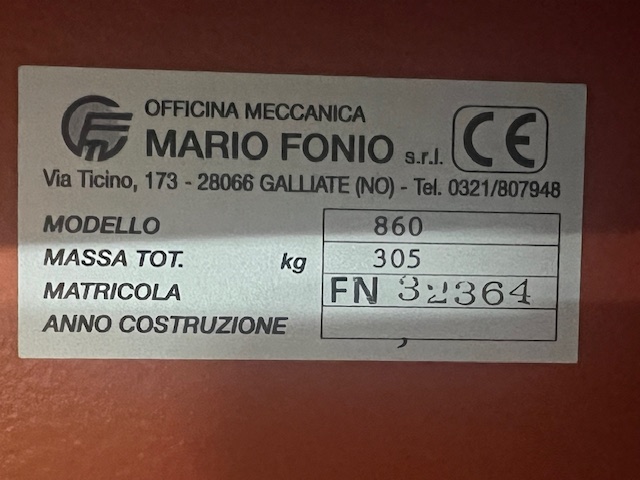 OFFICINA MECCANICA
MARIO FONIO s.r.l. CE
Via Ticino, 173 - 28066 GALLIATE (NO) - Tel. 0321/807948
MODELLO 860
MASSA TOT. kg 305
MATRICOLA FN 32364
ANNO COSTRUZIONE